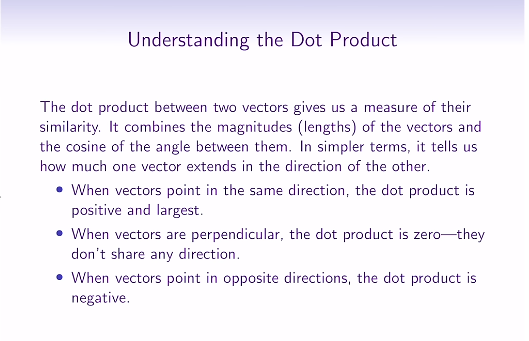 Understanding the Dot Product
The dot product between two vectors gives us a measure of their
similarity. It combines the magnitudes (lengths) of the vectors and
the cosine of the angle between them. In simpler terms, it tells us
how much one vector extends in the direction of the other.
• When vectors point in the same direction, the dot product is
positive and largest.
• When vectors are perpendicular, the dot product is zero—they
don't share any direction.
• When vectors point in opposite directions, the dot product is
negative.